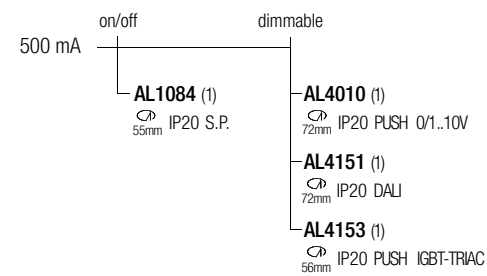 on/off dimmable
500 mA
AL1084 (1)
55mm IP20 S.P.
AL4010 (1)
72mm IP20 PUSH 0/1..10V
AL4151 (1)
72mm IP20 DALI
AL4153 (1)
56mm IP20 PUSH IGBT-TRIAC